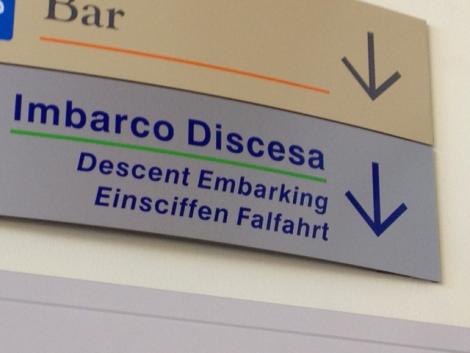 Bar
Imbarco Discesa
Descent Embarking
Einsciffen Falfahrt